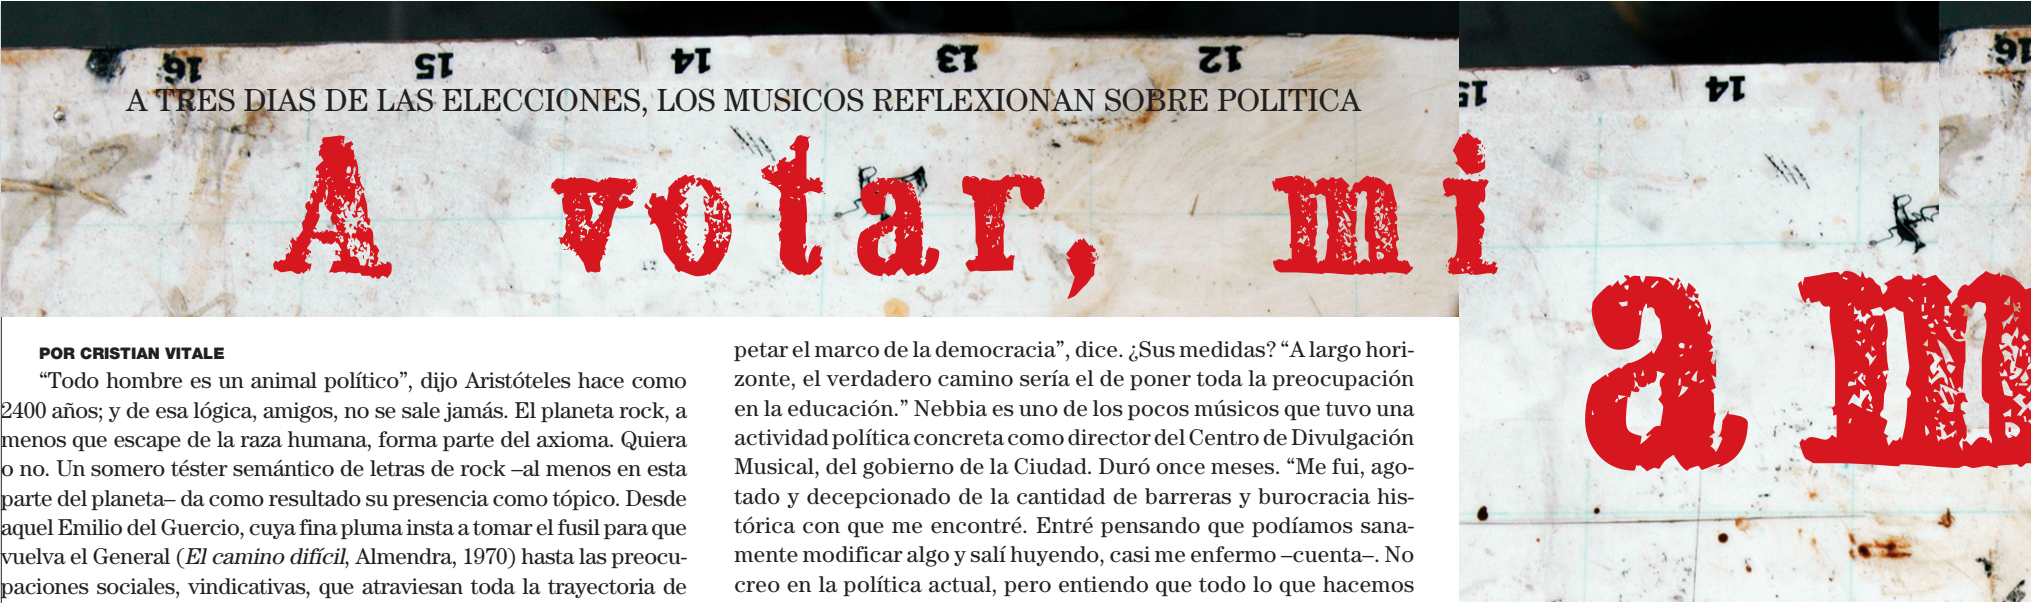 16 15 14 13 12
A TRES DIAS DE LAS ELECCIONES, LOS MUSICOS REFLEXIONAN SOBRE POLITICA
A votar, mi
POR CRISTIAN VITALE
“Todo hombre es un animal político”, dijo Aristóteles hace como
2400 años; y de esa lógica, amigos, no se sale jamás. El planeta rock, a
menos que escape de la raza humana, forma parte del axioma. Quiera
o no. Un somero téster semántico de letras de rock –al menos en esta
parte del planeta– da como resultado su presencia como tópico. Desde
aquel Emilio del Guercio, cuya fina pluma insta a tomar el fusil para que
vuelva el General (El camino difícil, Almendra, 1970) hasta las preocu-
paciones sociales, vindicativas, que atraviesan toda la trayectoria de
petar el marco de la democracia”, dice. ¿Sus medidas? “A largo hori-
zonte, el verdadero camino sería el de poner toda la preocupación
en la educación.” Nebbia es uno de los pocos músicos que tuvo una
actividad política concreta como director del Centro de Divulgación
Musical, del gobierno de la Ciudad. Duró once meses. “Me fui, ago-
tado y decepcionado de la cantidad de barreras y burocracia his-
tórica con que me encontré. Entré pensando que podíamos sana-
mente modificar algo y salí huyendo, casi me enfermo –cuenta–. No
creo en la política actual, pero entiendo que todo lo que hacemos
15 14 16
am